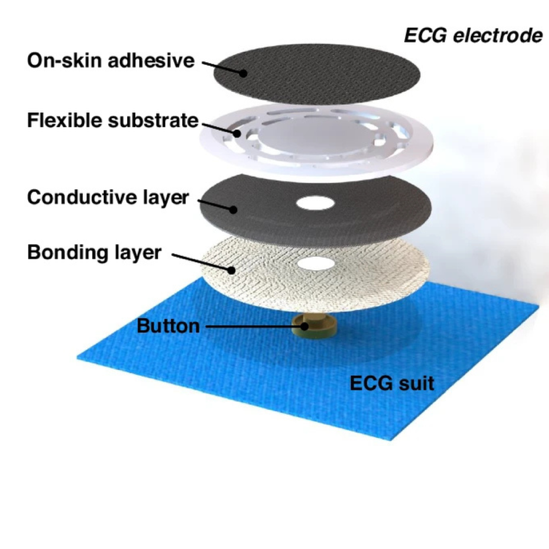 ECG electrode
On-skin adhesive
Flexible substrate
Conductive layer
Bonding layer
Button
ECG suit